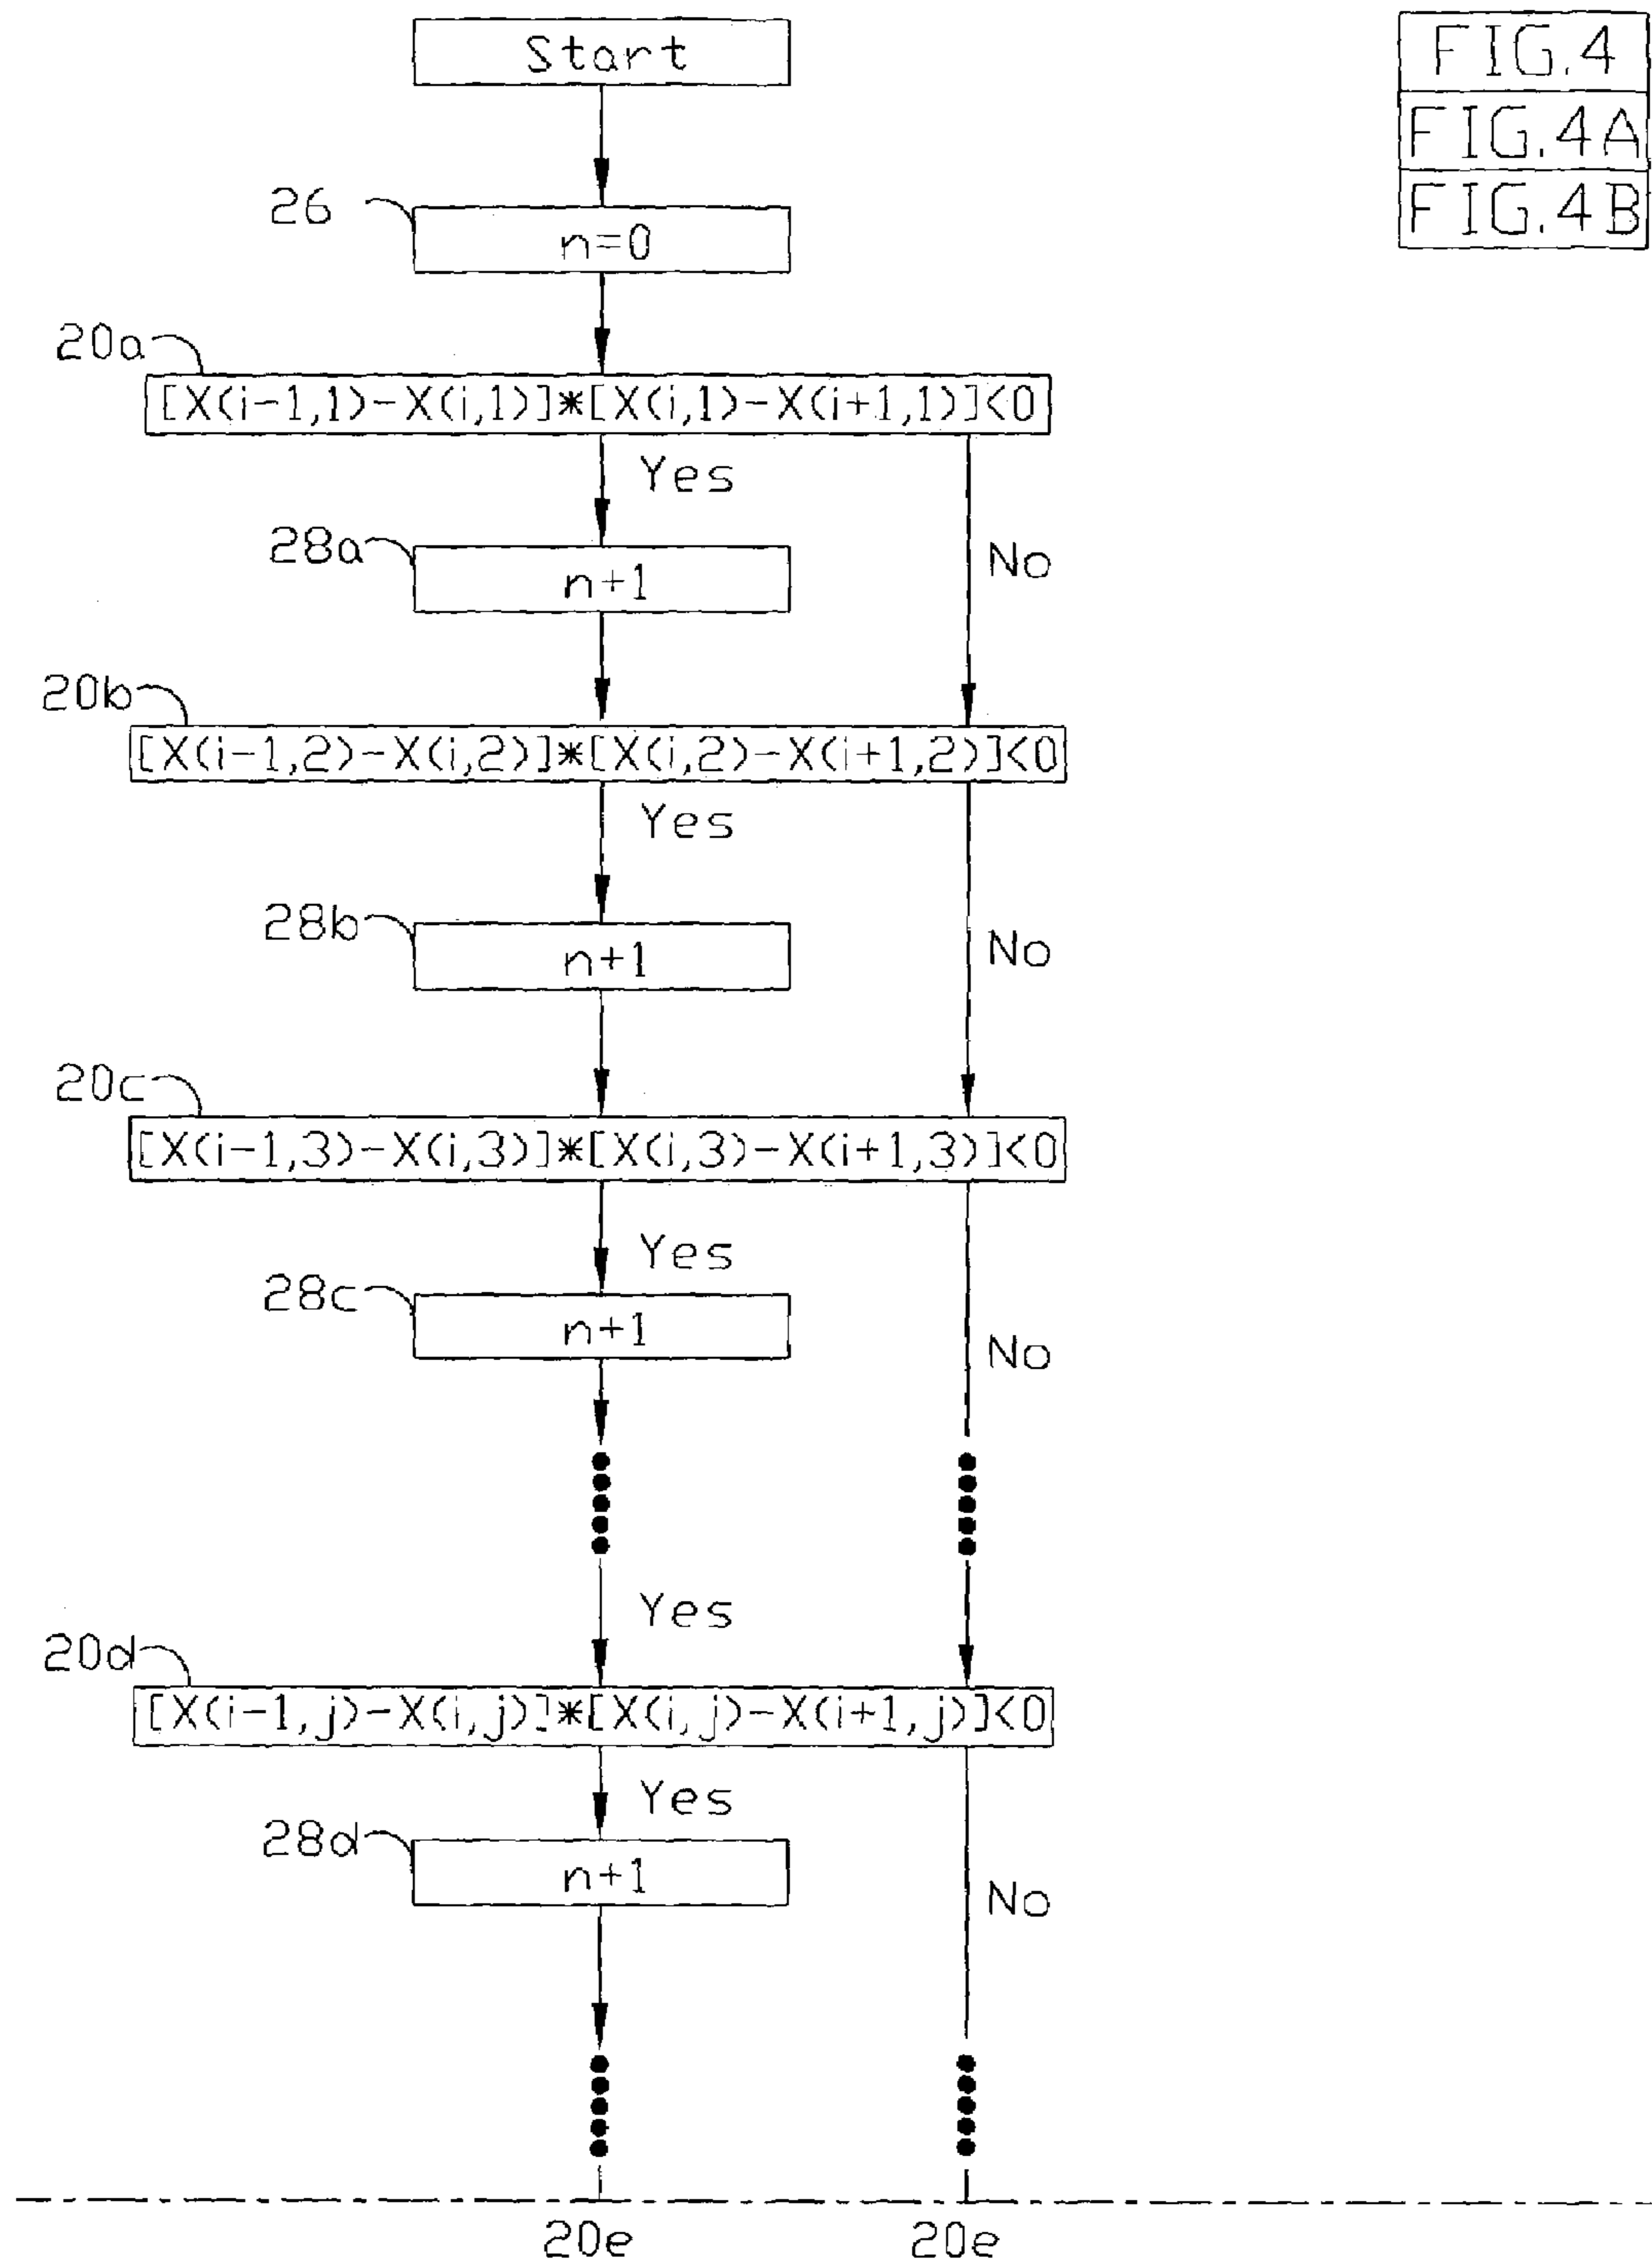 Start
FIG.4
FIG.4A
FIG.4B
26
n=0
20a
[X(i-1,1)-X(i,1)]*[X(i,1)-X(i+1,1)]<0
Yes
28a
No
n+1
20b
[X(i-1,2)-X(i,2)]*[X(i,2)-X(i+1,2)]<0
Yes
28b
No
n+1
20c
[X(i-1,3)-X(i,3)]*[X(i,3)-X(i+1,3)]<0
Yes
28c
n+1
No
Yes
20d
[X(i-1,j)-X(i,j)]*[X(i,j)-X(i+1,j)]<0
Yes
28d
n+1
No
20e 20e